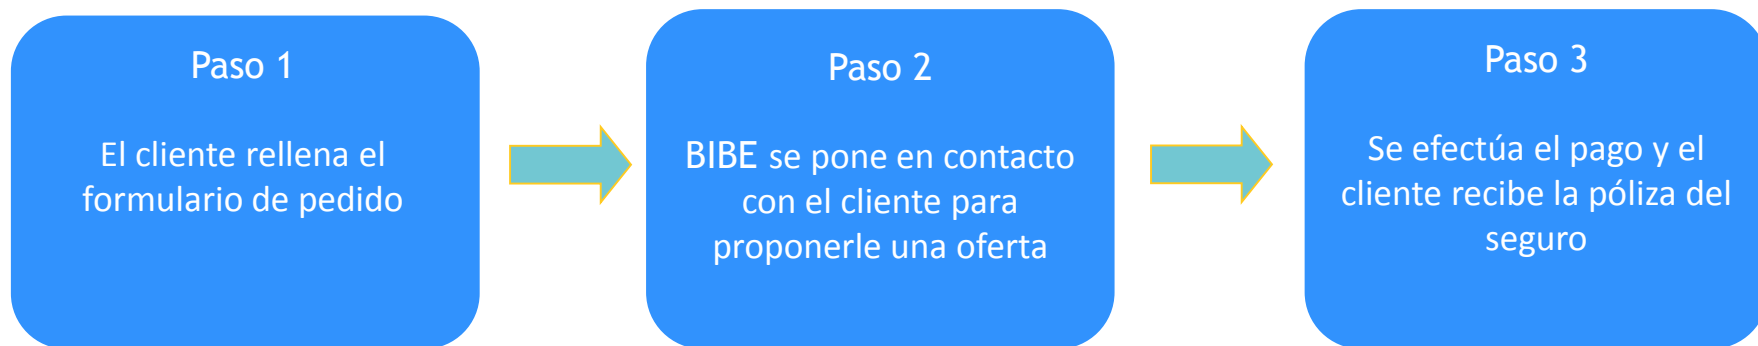 Paso 1
El cliente rellena el
formulario de pedido
Paso 2
BIBE se pone en contacto
con el cliente para
proponerle una oferta
Paso 3
Se efectúa el pago y el
cliente recibe la póliza del
seguro